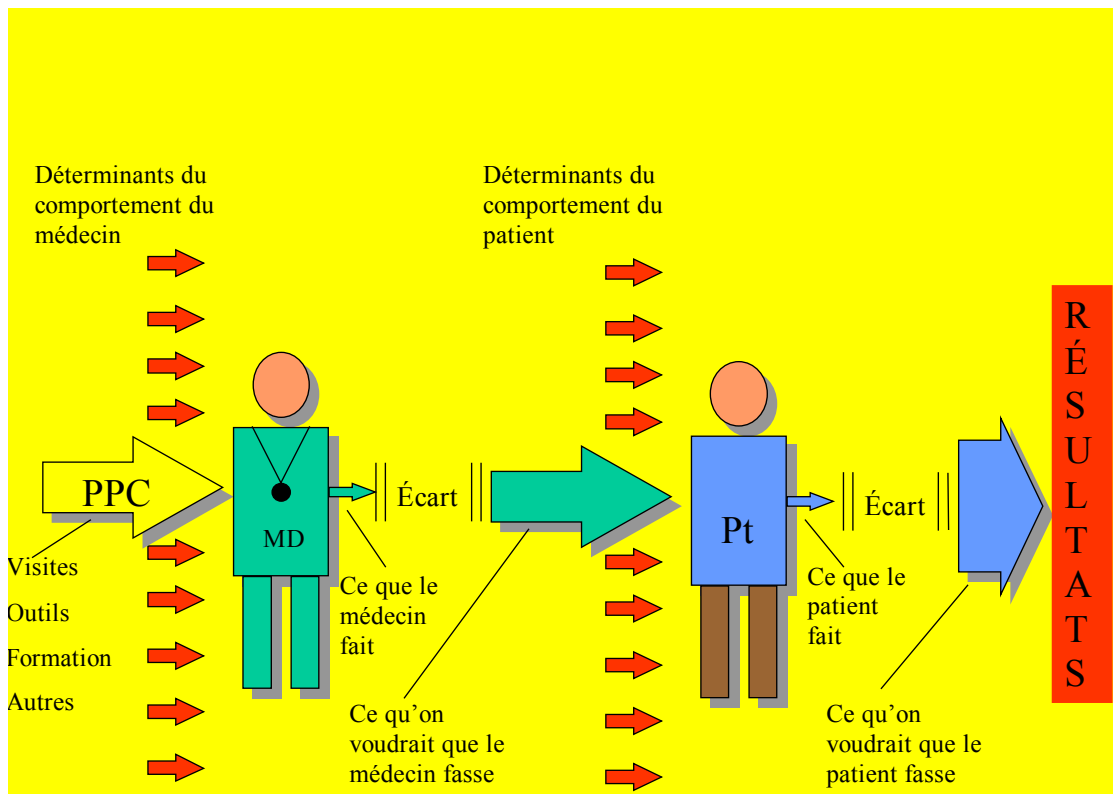 Déterminants du
comportement du
médecin
Déterminants du
comportement du
patient
PPC
Visites
Outils
Formation
Autres
MD
Écart
Ce que le
médecin
fait
Ce qu’on
voudrait que le
médecin fasse
Pt
Écart
Ce que le
patient
fait
Ce qu’on
voudrait que le
patient fasse
R
É
S
U
L
T
A
T
S